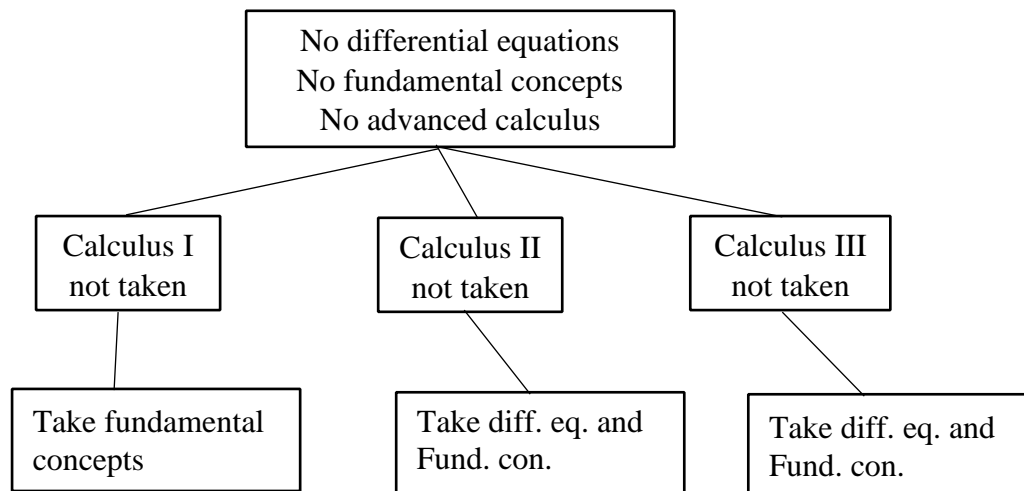 No differential equations
No fundamental concepts
No advanced calculus
Calculus I
not taken
Calculus II
not taken
Calculus III
not taken
Take fundamental
concepts
Take diff. eq. and
Fund. con.
Take diff. eq. and
Fund. con.